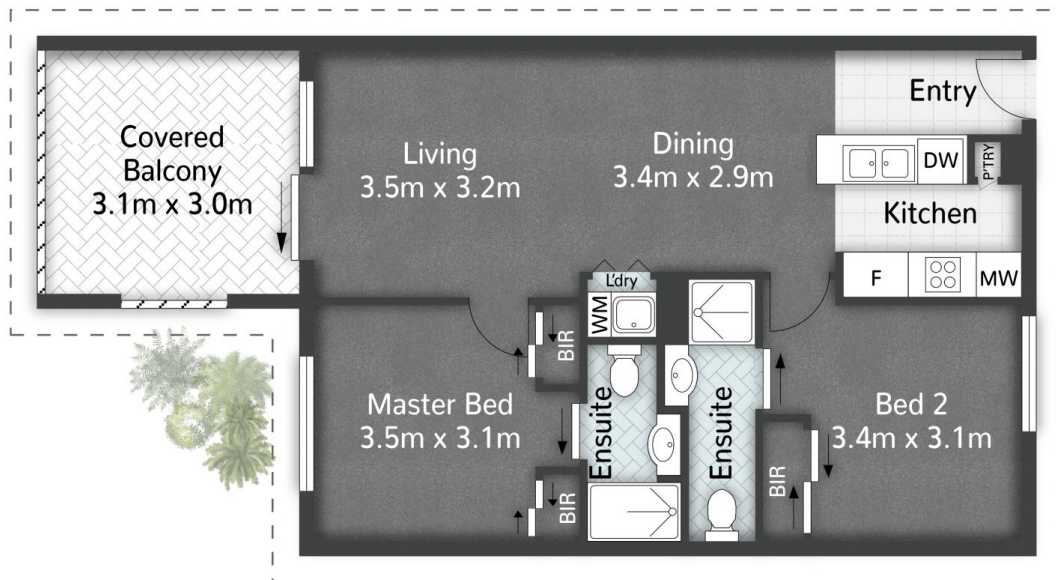 Covered
Balcony
3.1m x 3.0m
Living
3.5m x 3.2m
Dining
3.4m x 2.9m
Entry
DW
P'TRY
Kitchen
F
MW
L'dry
WM
BIR
Master Bed
3.5m x 3.1m
Ensuite
Ensuite
Bed 2
3.4m x 3.1m
BIR
BIR